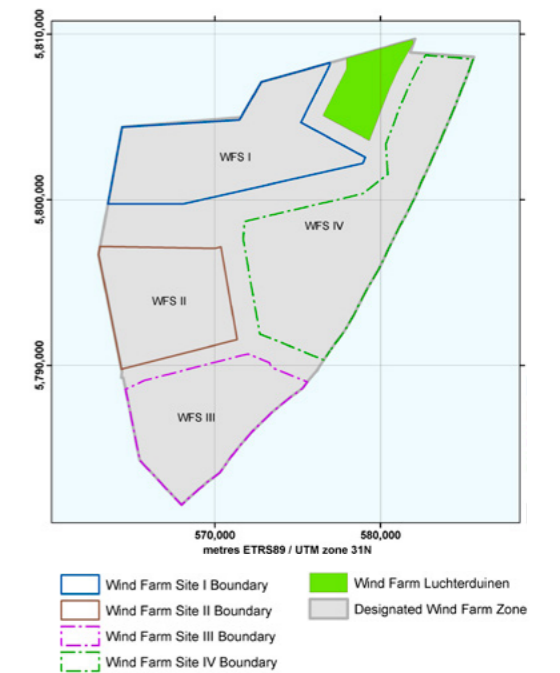 5,810,000
WFS I
5,800,000
WFS IV
WFS II
5,790,000
WFS III
570,000
580,000
metres ETRS89 / UTM zone 31N
Wind Farm Site I Boundary
Wind Farm Luchterduinen
Wind Farm Site II Boundary
Designated Wind Farm Zone
Wind Farm Site III Boundary
Wind Farm Site IV Boundary